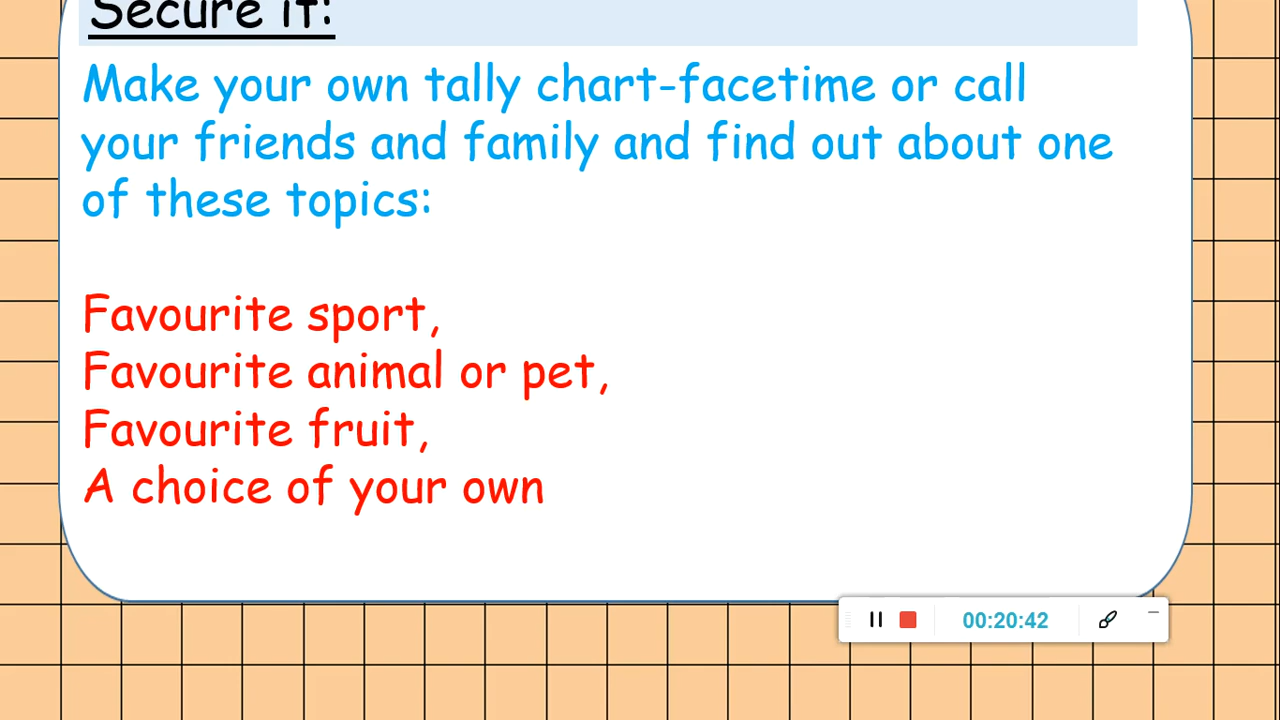 Secure it:
Make your own tally chart-facetime or call
your friends and family and find out about one
of these topics:
Favourite sport,
Favourite animal or pet,
Favourite fruit,
A choice of your own
00:20:42